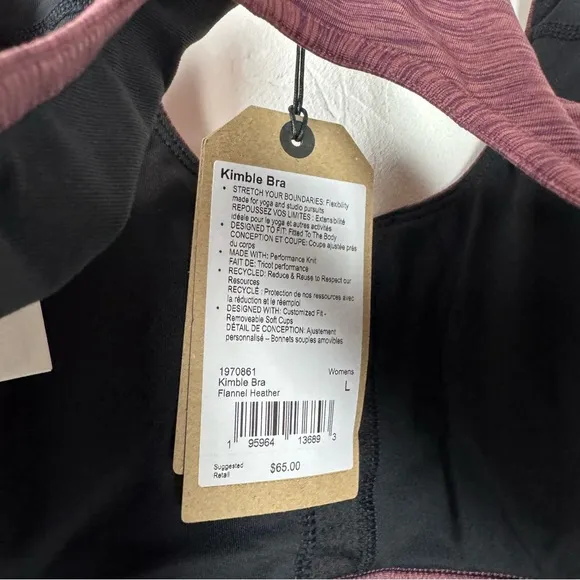 Kimble Bra
• STRETCH YOUR BOUNDARIES: Flexibility
made for yoga and studio pursuits
REPOUSSEZ VOS LIMITES : Extensibilité
idéale pour le yoga et autres activités
• DESIGNED TO FIT: Fitted To The Body
CONCEPTION ET COUPE: Coupe ajustée près
du corps
• MADE WITH: Performance Knit
FAIT DE: Tricot performance
• RECYCLED: Reduce & Reuse to Respect our
Resources
RECYCLÉ : Protection de nos ressources avec
la réduction et le réemploi
• DESIGNED WITH: Customized Fit -
Removeable Soft Cups
DÉTAIL DE CONCEPTION: Ajustement
personnalisé – Bonnets souples amovibles
1970861 Womens
Kimble Bra L
Flannel Heather
1 95964 13689 3
Suggested
Retail $65.00